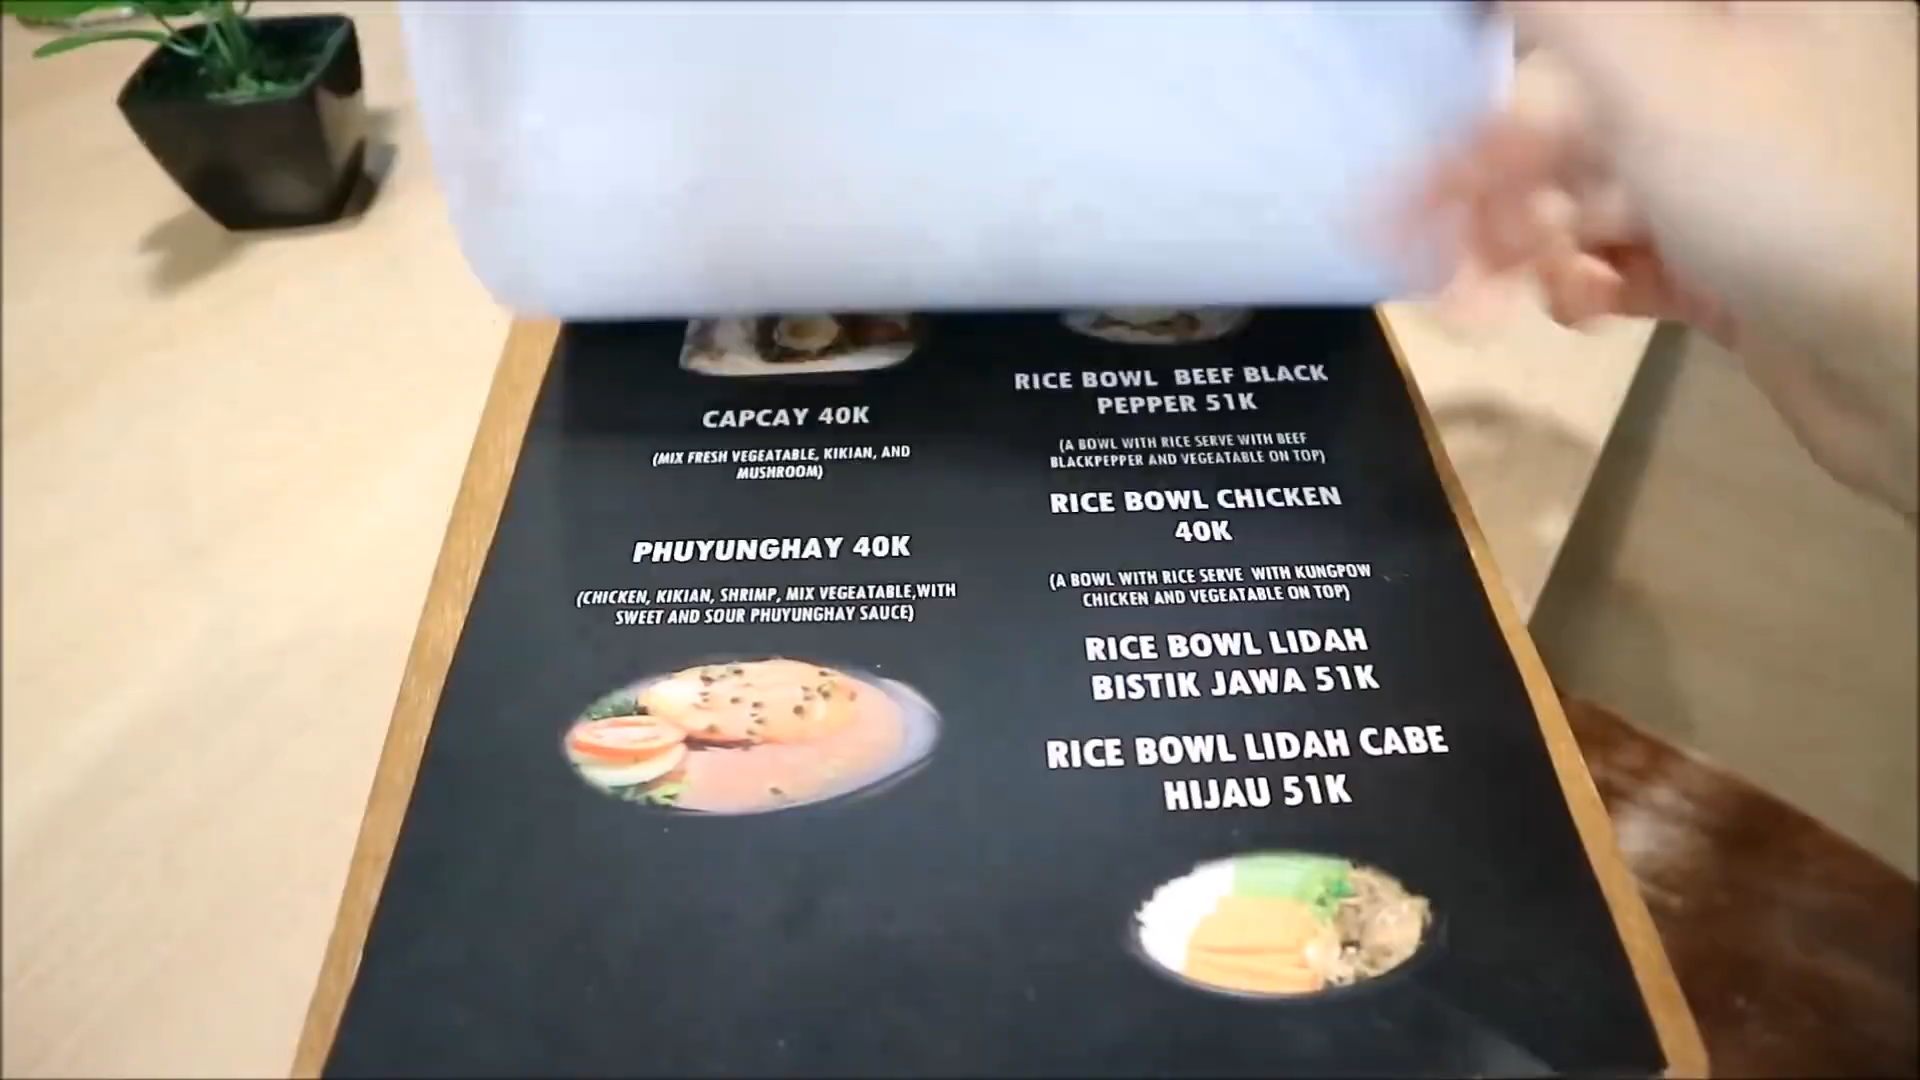 CAPCAY 40K
(MIX FRESH VEGEATABLE, KIKIAN, AND
MUSHROOM)
PHUYUNGHAY 40K
(CHICKEN, KIKIAN, SHRIMP, MIX VEGEATABLE,WITH
SWEET AND SOUR PHUYUNGHAY SAUCE)
RICE BOWL BEEF BLACK
PEPPER 51K
(A BOWL WITH RICE SERVE WITH BEEF
BLACKPEPPER AND VEGEATABLE ON TOP)
RICE BOWL CHICKEN
40K
(A BOWL WITH RICE SERVE WITH KUNGPOW
CHICKEN AND VEGEATABLE ON TOP)
RICE BOWL LIDAH
BISTIK JAWA 51K
RICE BOWL LIDAH CABE
HIJAU 51K